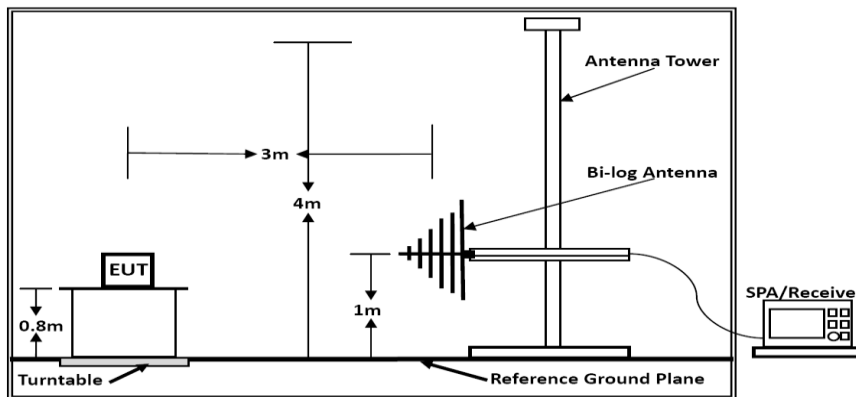 Antenna Tower
3m
Bi-log Antenna
4m
EUT
SPA/Receive
0.8m
1m
Turntable
Reference Ground Plane